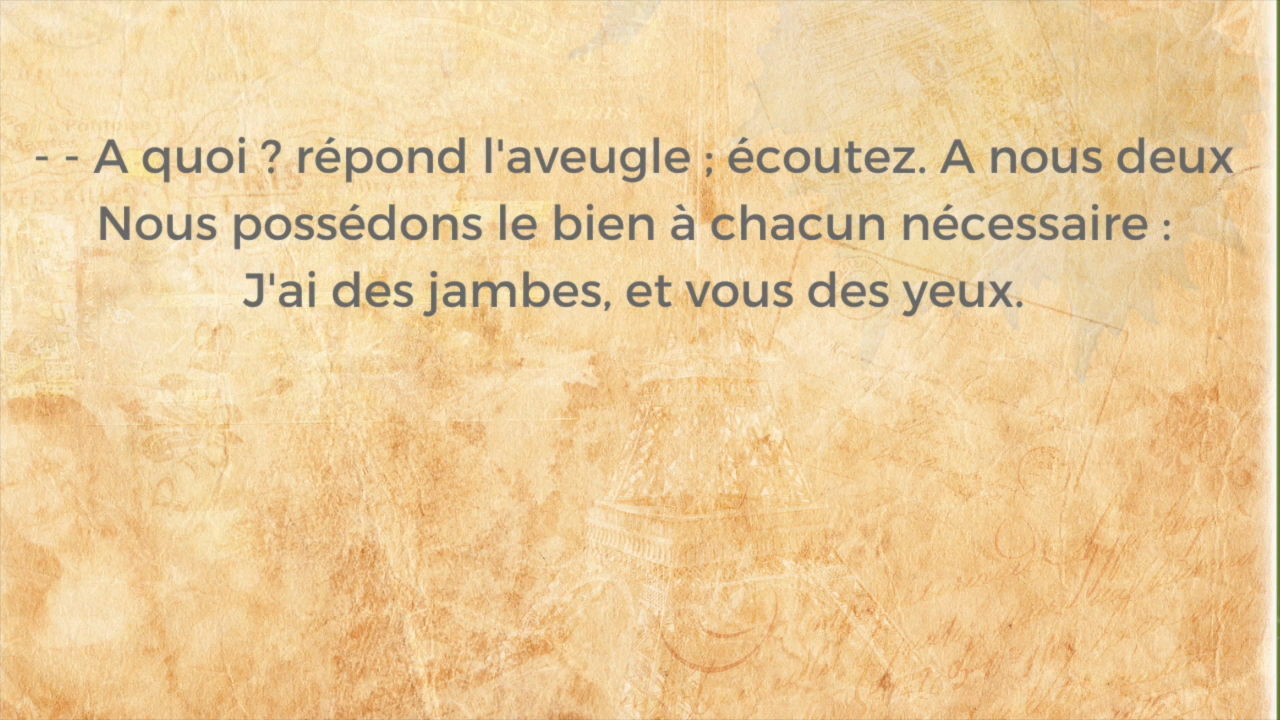 - - A quoi ? répond l'aveugle ; écoutez. A nous deux
Nous possédons le bien à chacun nécessaire :
J'ai des jambes, et vous des yeux.